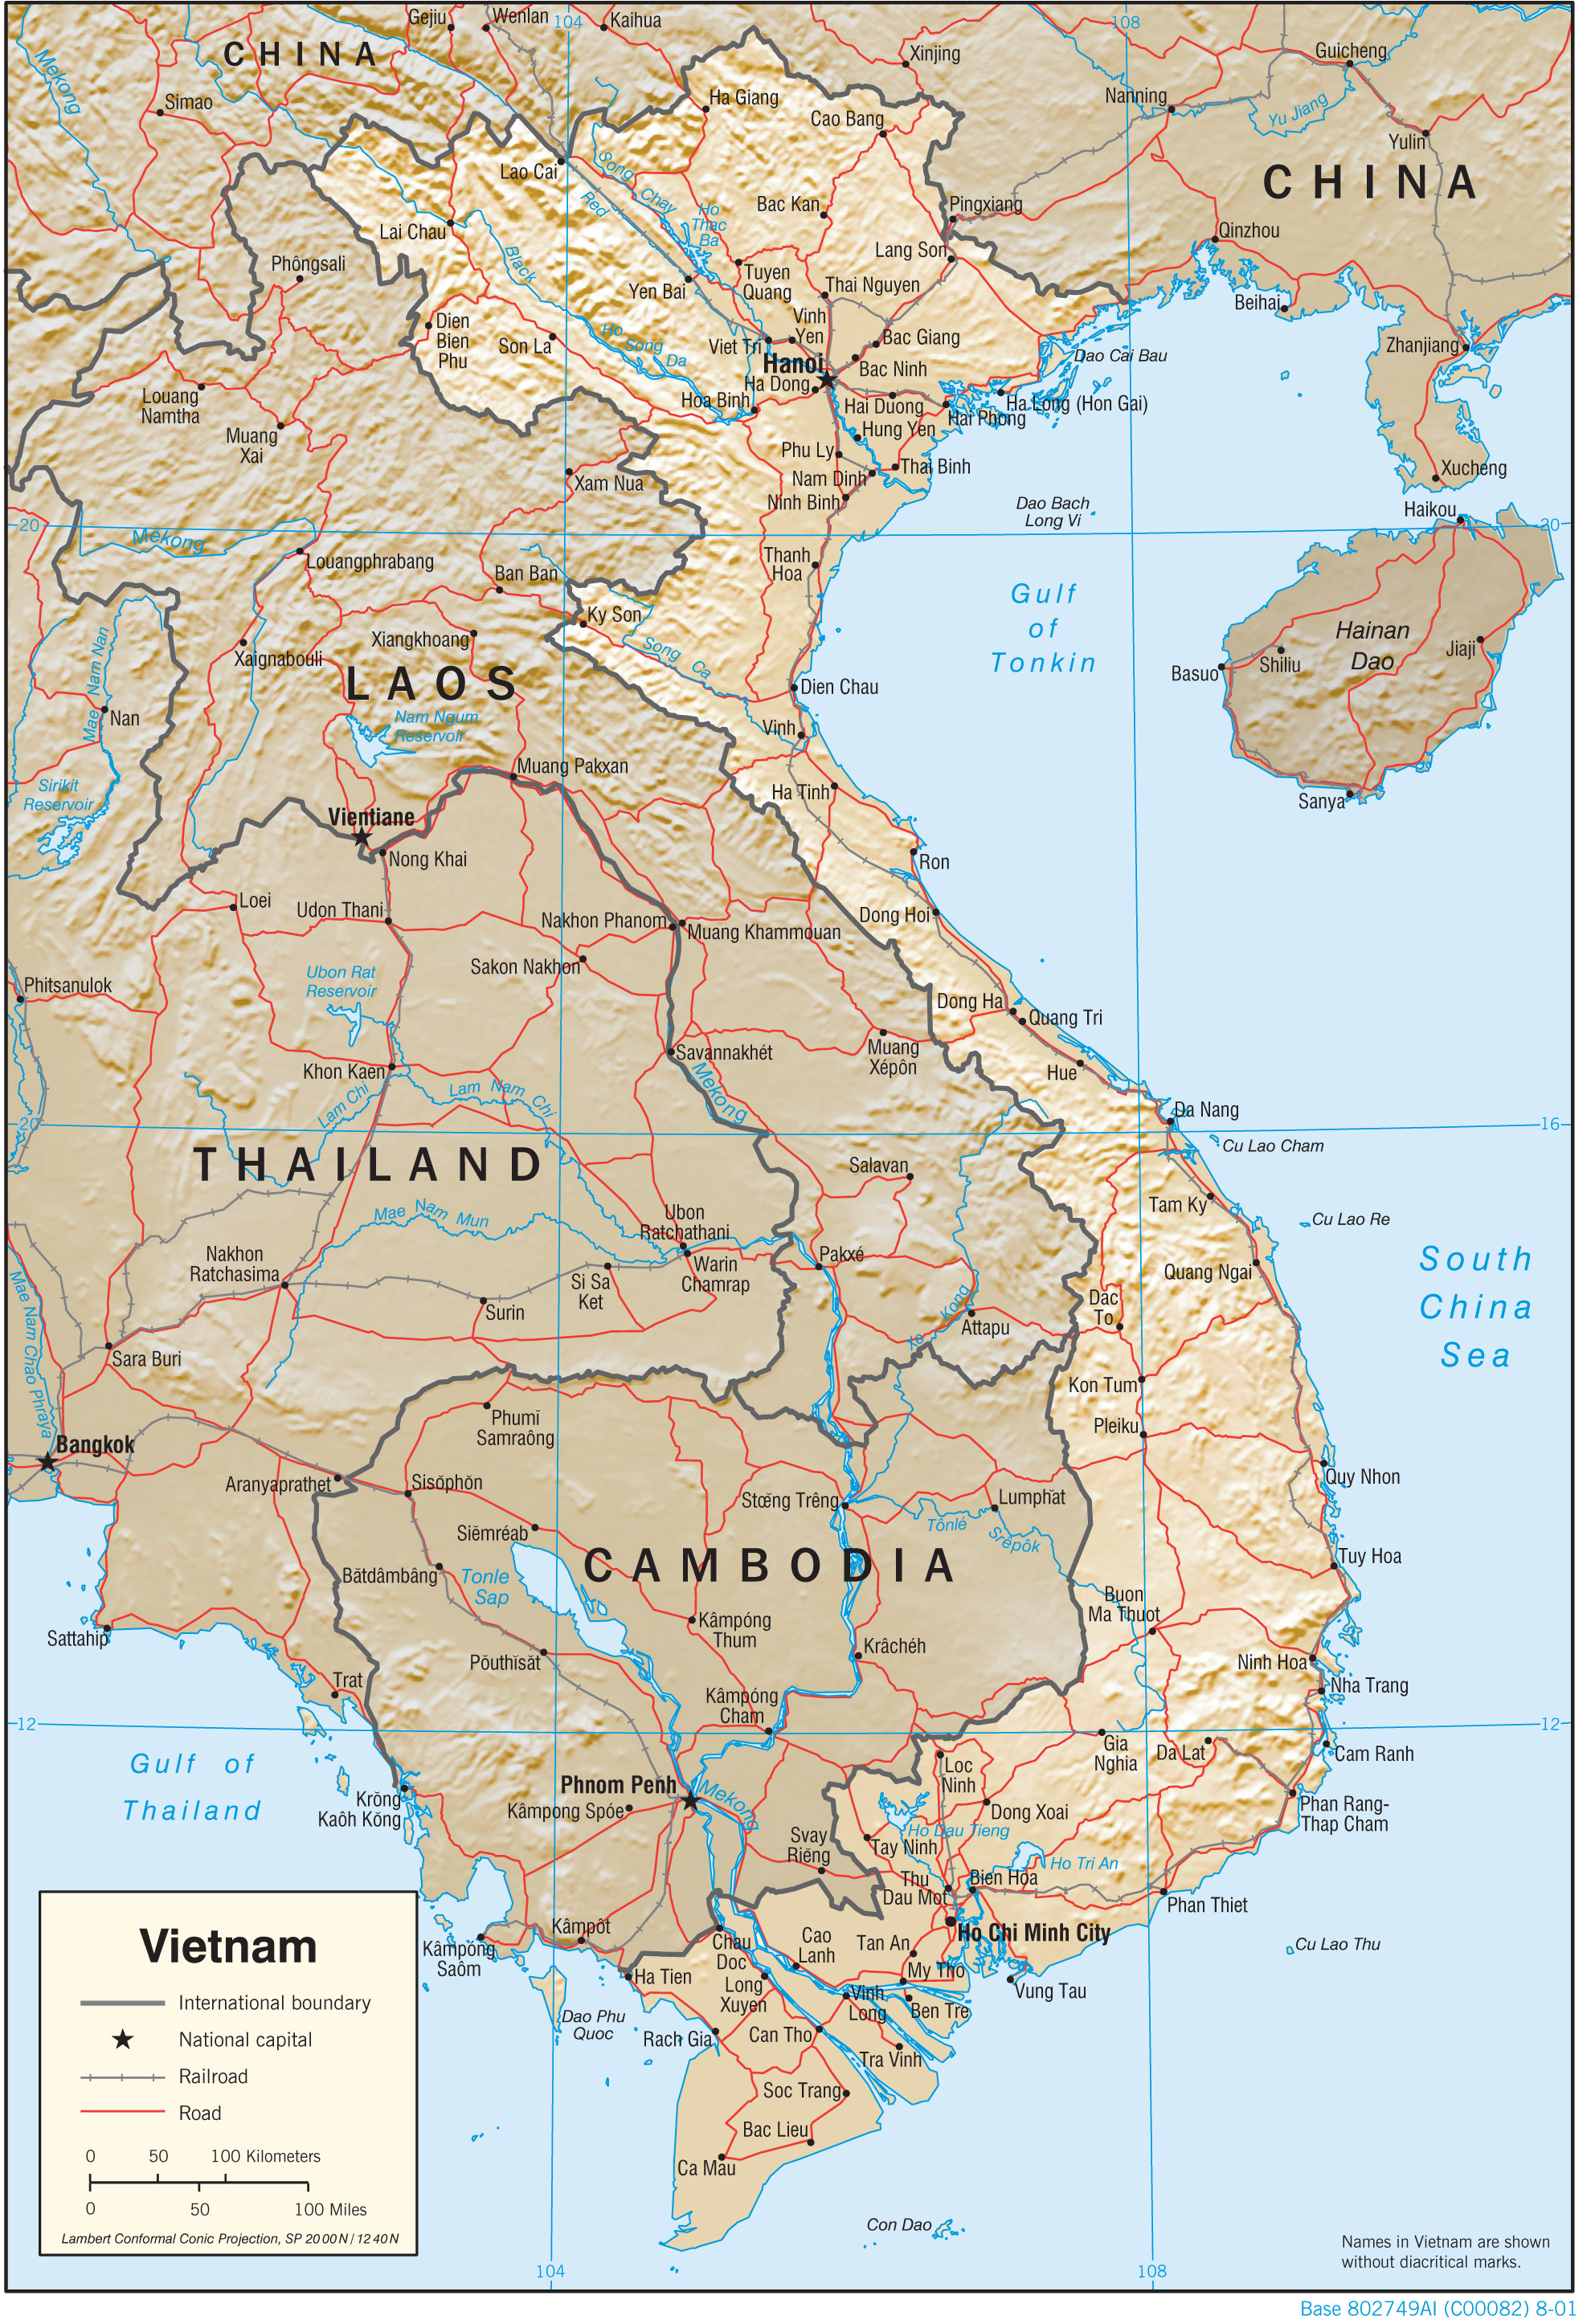 Gejiu
Wenlan
104
Kaihua
108
Guicheng
CHINA
Xinjing
Mekong
Simao
Ha Giang
Nanning
Yu Jiang
Cao Bang
Yulin
Lao Cai
Song Chay
CHINA
Red
Bac Kan
Ho
Thac
Ba
Pingxiang
Lai Chau
Lang Son
Qinzhou
Black
Phôngsali
Tuyen
Quang
Thai Nguyen
Yen Bai
Beihai
Dien
Bien
Phu
Ho
Song
Da
Son La
Vinh
Yen
Viet Tri
Bac Giang
Zhanjiang
Dao Cai Bau
Hanoi
Bac Ninh
Louang
Namtha
Ha Dong
Hoa Binh
Hai Duong
Ha Long (Hon Gai)
Hai Phong
Muang
Xai
Hung Yen
Phu Ly
Thai Binh
Xucheng
Xam Nua
Nam Dinh
Ninh Binh
Dao Bach
Long Vi
Haikou
20
20
Mekong
Louangphrabang
Thanh
Hoa
Ban Ban
Gulf
of
Tonkin
Ky Son
Hainan
Dao
Mae Nam Nan
Xiangkhoang
Xaignabouli
Song Ca
Jiaji
Shiliu
Basuo
LAOS
Dien Chau
Nan
Nam Ngum
Reservoir
Vinh
Muang Pakxan
Sirikit
Reservoir
Ha Tinh
Sanya
Vientiane
Nong Khai
Ron
Loei
Udon Thani
Nakhon Phanom
Muang Khammouan
Dong Hoi
Ubon Rat
Reservoir
Sakon Nakhon
Phitsanulok
Dong Ha
Quang Tri
Savannakhét
Muang
Xépôn
Khon Kaen
Mekong
Hue
Lam Chi
Lam Nam Chi
Da Nang
20
16
Cu Lao Cham
THAILAND
Salavan
Tam Ky
Mae Nam Mun
Ubon
Ratchathani
Cu Lao Re
Nakhon
Ratchasima
Warin
Chamrap
Pakxé
Quang Ngai
South
China
Sea
Si Sa
Ket
Surin
Xe Kong
Attapu
Dac
To
Mae Nam Chao Phraya
Sara Buri
Kon Tum
Phumĭ
Samraông
Pleiku
Bangkok
Aranyaprathet
Sisŏphŏn
Quy Nhon
Stœ̆ng Trêng
Lumphăt
Siĕmréab
Tônlé
Srêpôk
CAMBODIA
Tuy Hoa
Bătdâmbâng
Tonle
Sap
Buon
Ma Thuot
Sattahip
Kâmpóng
Thum
Krâchéh
Poŭthĭsăt
Ninh Hoa
Trat
Nha Trang
Kâmpóng
Cham
12
12
Gulf of
Thailand
Gia
Nghia
Da Lat
Cam Ranh
Loc
Ninh
Phnom Penh
Mekong
Krŏng
Kaôh Kŏng
Kâmpong Spœ
Dong Xoai
Phan Rang-
Thap Cham
Ho Dau Tieng
Svay
Riĕng
Tay Ninh
Ho Tri An
Thu
Dau Mot
Bien Hoa
Phan Thiet
Kâmpôt
Ho Chi Minh City
Kâmpóng
Saôm
Chau
Doc
Cao
Lanh
Tan An
Cu Lao Thu
Ha Tien
Long
Xuyen
My Tho
Vung Tau
Dao Phu
Quoc
Vinh
Long
Ben Tre
Rach Gia
Can Tho
Tra Vinh
Soc Trang
Bac Lieu
Ca Mau
Con Dao
Vietnam
International boundary
National capital
Railroad
Road
0 50 100 Kilometers
0 50 100 Miles
Lambert Conformal Conic Projection, SP 20 00 N / 12 40 N
Names in Vietnam are shown
without diacritical marks.
104
108
Base 802749AI (C00082) 8-01